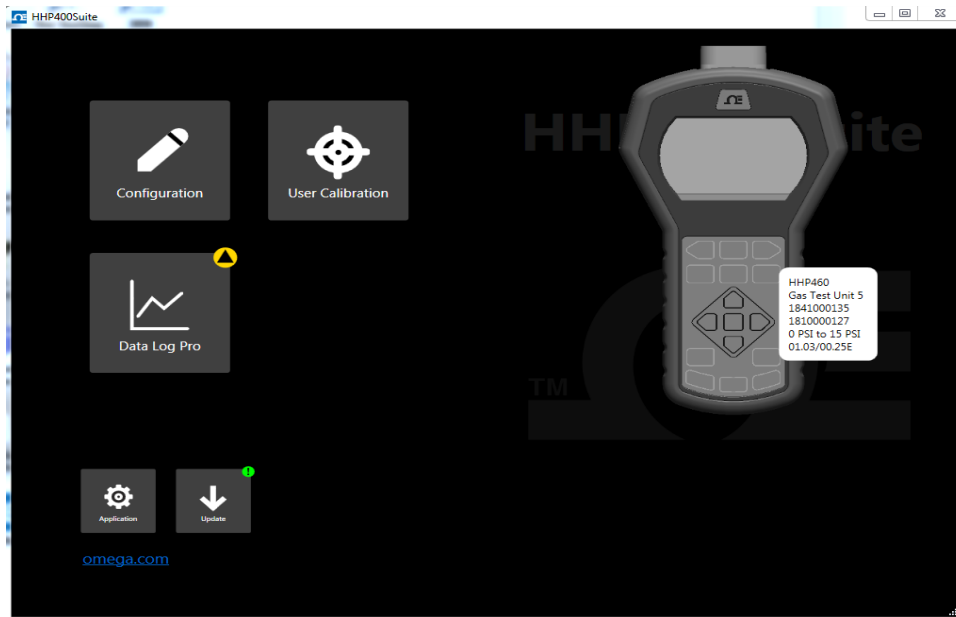 HHP400Suite
Configuration
User Calibration
Data Log Pro
HHP460
Gas Test Unit 5
1841000135
1810000127
0 PSI to 15 PSI
01.03/00.25E
TM
Application
Update
omega.com